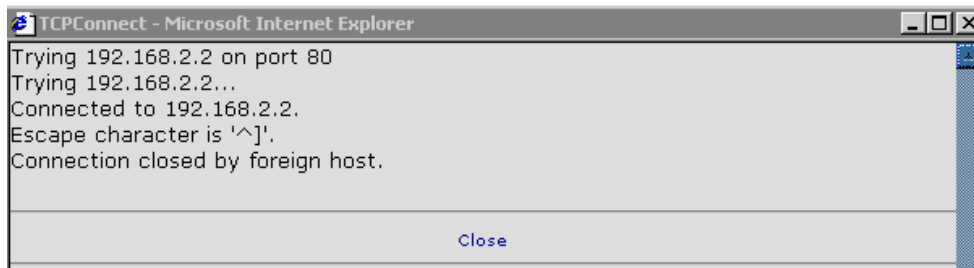 TCPConnect - Microsoft Internet Explorer
Trying 192.168.2.2 on port 80
Trying 192.168.2.2...
Connected to 192.168.2.2.
Escape character is '^]'.
Connection closed by foreign host.
Close